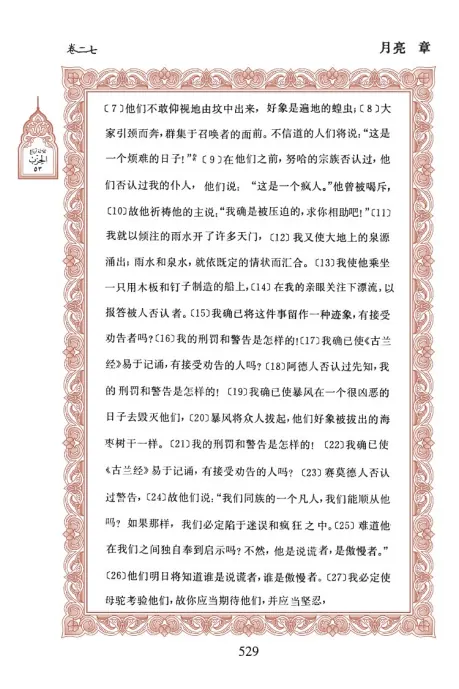 卷二七
月亮 章
〔7〕他们不敢仰视地由坟中出来，好象是遍地的蝗虫；〔8〕大
家引颈而奔，群集于召唤者的面前。不信道的人们将说：“这是
一个烦难的日子！”〔9〕在他们之前，努哈的宗族否认过，他
们否认过我的仆人，他们说：“这是一个疯人。”他曾被喝斥，
〔10〕故他祈祷他的主说：“我确是被压迫的，求你相助吧！”〔11〕
我就以倾注的雨水开了许多天门，〔12〕我又使大地上的泉源
涌出；雨水和泉水，就依既定的情状而汇合。〔13〕我使他乘坐
一只用木板和钉子制造的船上，〔14〕在我的亲眼关注下漂流，以
报答被人否认者。〔15〕我确已将这件事留作一种迹象，有接受
劝告者吗？〔16〕我的刑罚和警告是怎样的！〔17〕我确已使《古兰
经》易于记诵，有接受劝告的人吗？〔18〕阿德人否认过先知，我
的刑罚和警告是怎样的！〔19〕我确已使暴风在一个很凶恶的
日子去毁灭他们，〔20〕暴风将众人拔起，他们好象被拔出的海
枣树干一样。〔21〕我的刑罚和警告是怎样的！〔22〕我确已使
《古兰经》易于记诵，有接受劝告的人吗？〔23〕赛莫德人否认
过警告，〔24〕故他们说：“我们同族的一个凡人，我们能顺从他
吗？如果那样，我们必定陷于迷误和疯狂之中。〔25〕难道他
在我们之间独自奉到启示吗？不然，他是说谎者，是傲慢者。”
〔26〕他们明日将知道谁是说谎者，谁是傲慢者。〔27〕我必定使
母驼考验他们，故你应当期待他们，并应当坚忍，
الحزب
٥٣
529